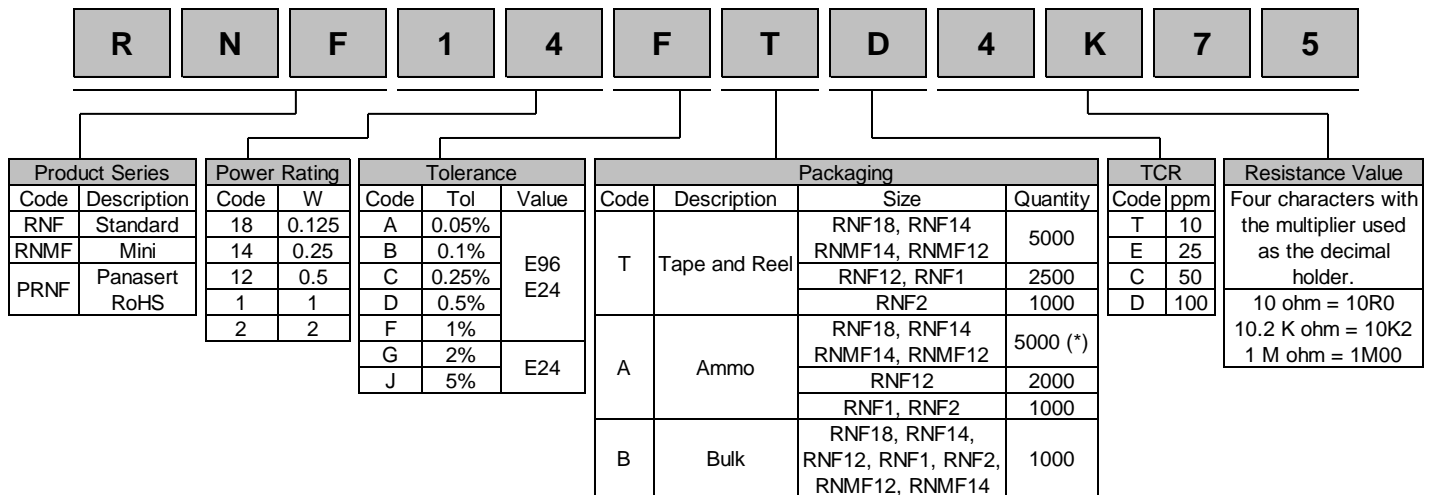 R N F 1 4 F T D 4 K 7 5
Product Series
Code Description
RNF Standard
RNMF Mini
PRNF Panasert RoHS
Power Rating
Code W
18 0.125
14 0.25
12 0.5
1 1
2 2
Tolerance
Code Tol Value
A 0.05%
B 0.1%
C 0.25%
D 0.5%
F 1%
E96
E24
G 2%
J 5%
E24
Packaging
Code Description Size Quantity
T Tape and Reel
RNF18, RNF14
RNMF14, RNMF12
5000
RNF12, RNF1 2500
RNF2 1000
A Ammo
RNF18, RNF14
RNMF14, RNMF12
5000 (*)
RNF12 2000
RNF1, RNF2 1000
B Bulk
RNF18, RNF14,
RNF12, RNF1, RNF2,
RNMF12, RNMF14
1000
TCR
Code ppm
T 10
E 25
C 50
D 100
Resistance Value
Four characters with
the multiplier used
as the decimal
holder.
10 ohm = 10R0
10.2 K ohm = 10K2
1 M ohm = 1M00